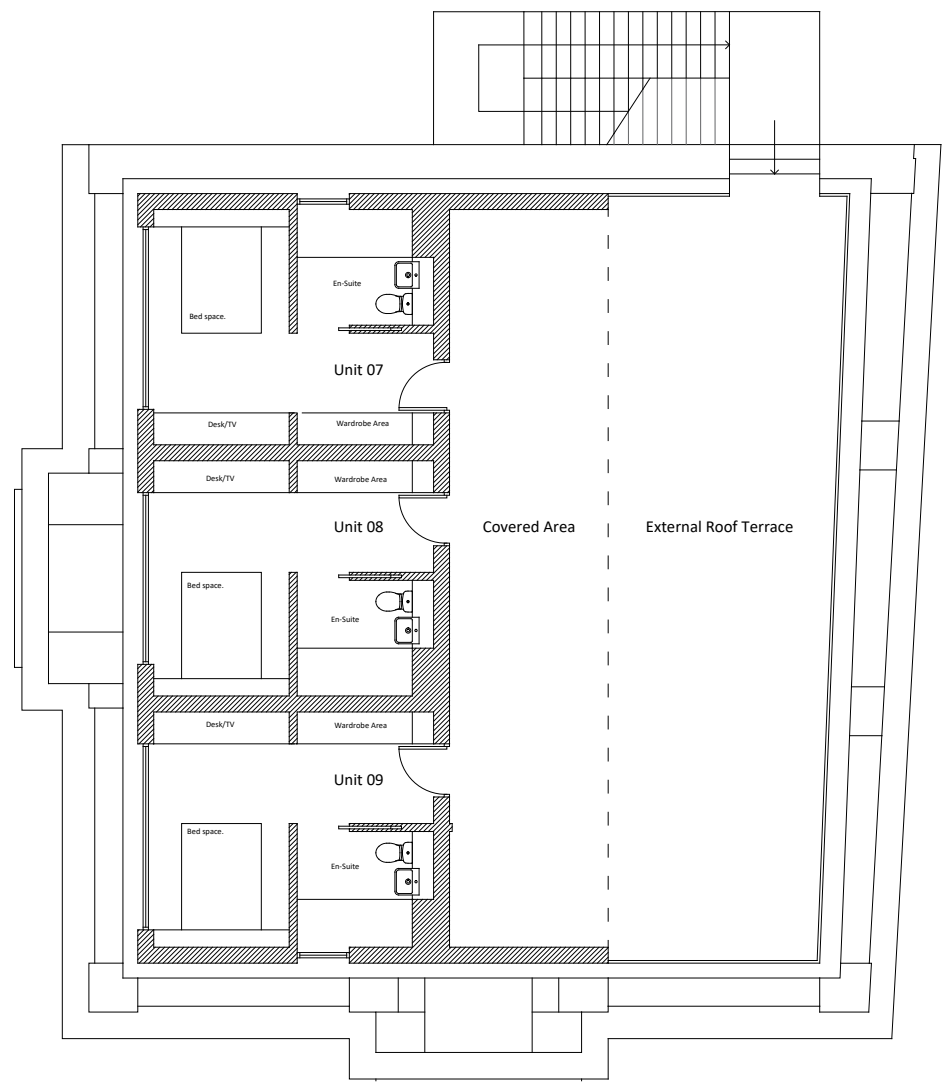 En-Suite
Bed space.
Unit 07
Desk/TV
Wardrobe Area
Desk/TV
Wardrobe Area
Unit 08
Covered Area
External Roof Terrace
Bed space.
En-Suite
Desk/TV
Wardrobe Area
Unit 09
Bed space.
En-Suite